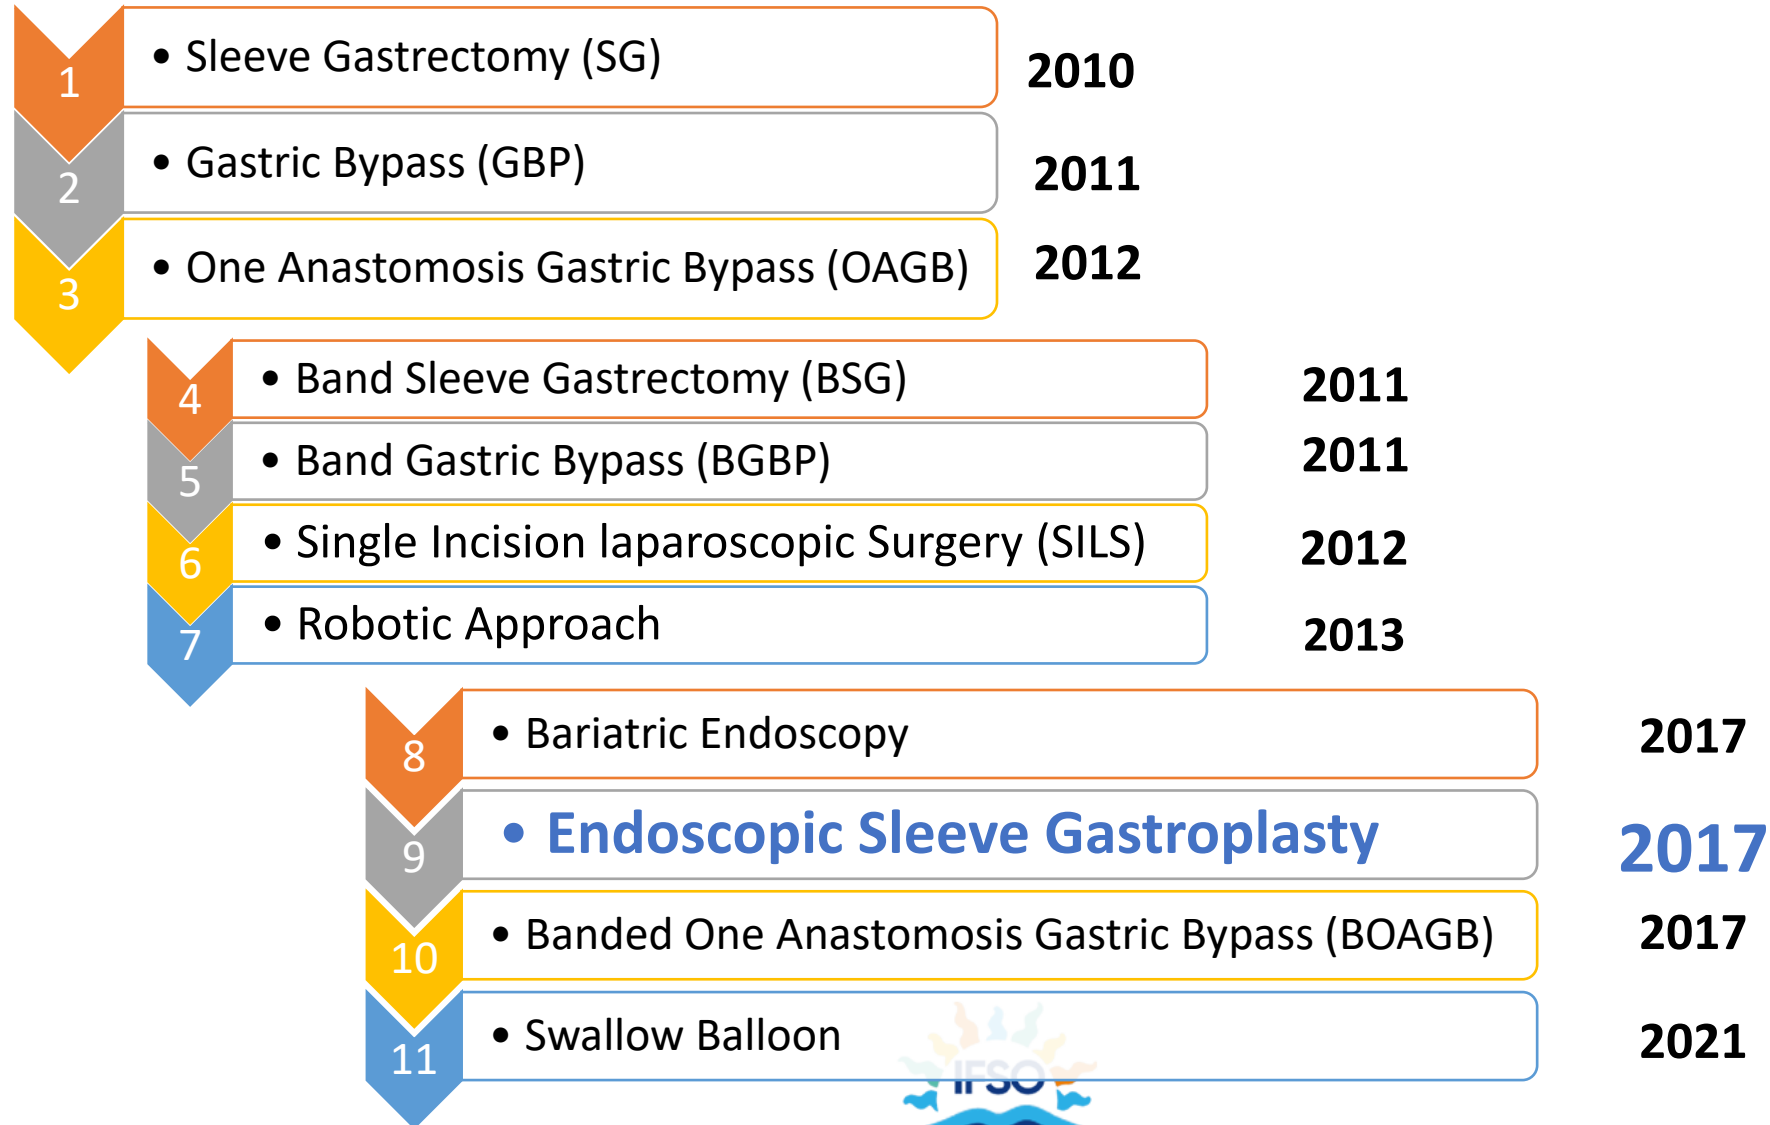 1
• Sleeve Gastrectomy (SG)
2010
2
• Gastric Bypass (GBP)
2011
3
• One Anastomosis Gastric Bypass (OAGB)
2012
4
• Band Sleeve Gastrectomy (BSG)
2011
5
• Band Gastric Bypass (BGBP)
2011
6
• Single Incision laparoscopic Surgery (SILS)
2012
7
• Robotic Approach
2013
8
• Bariatric Endoscopy
2017
9
• Endoscopic Sleeve Gastroplasty
2017
10
• Banded One Anastomosis Gastric Bypass (BOAGB)
2017
11
• Swallow Balloon
2021
IFSO